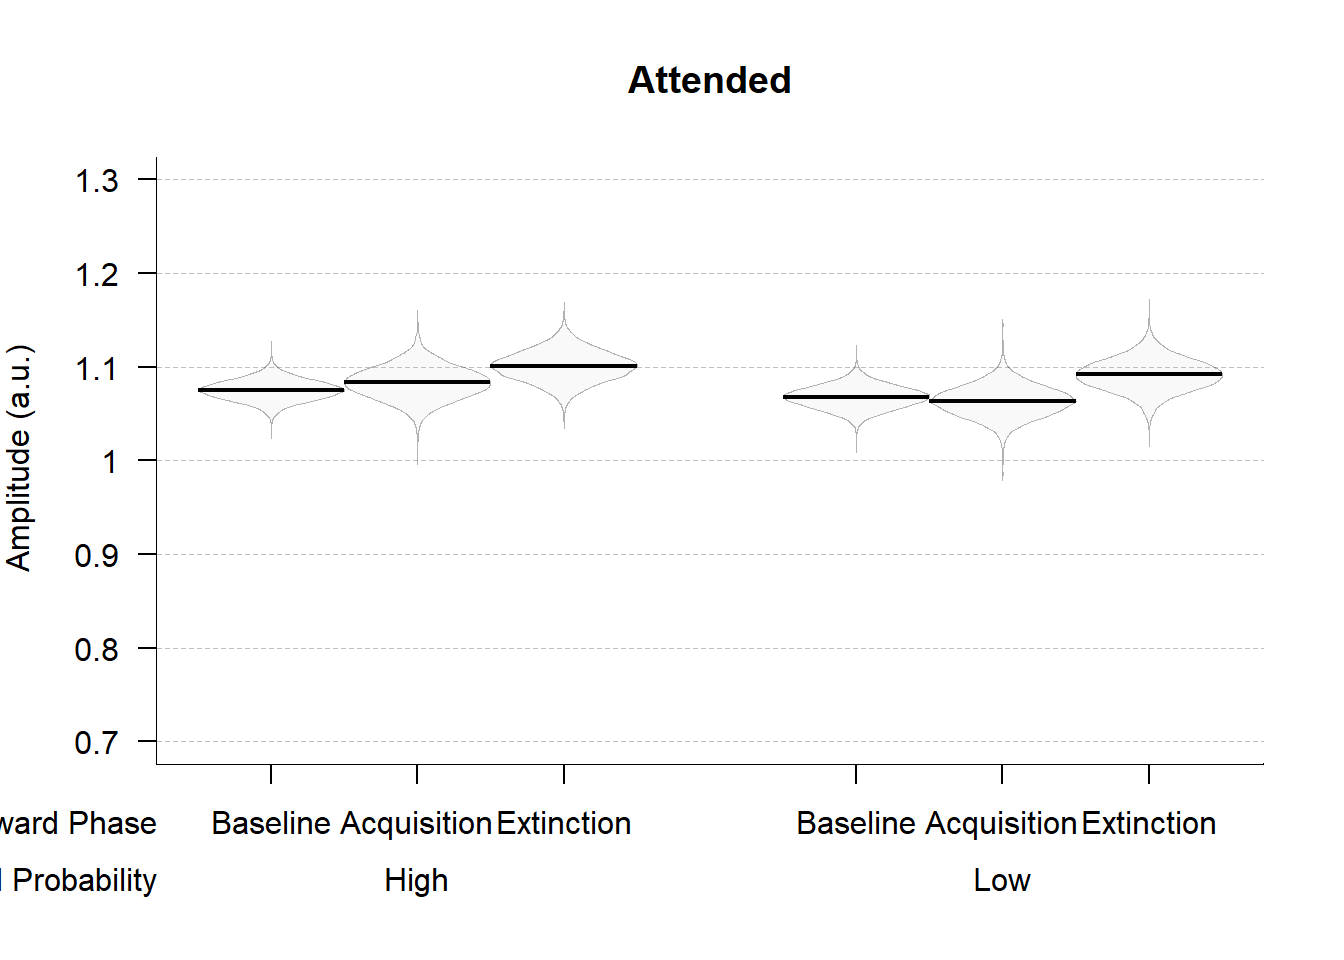 Attended
Amplitude (a.u.)
1.3
1.2
1.1
1
0.9
0.8
0.7
ward Phase Baseline Acquisition Extinction Baseline Acquisition Extinction
Probability High Low